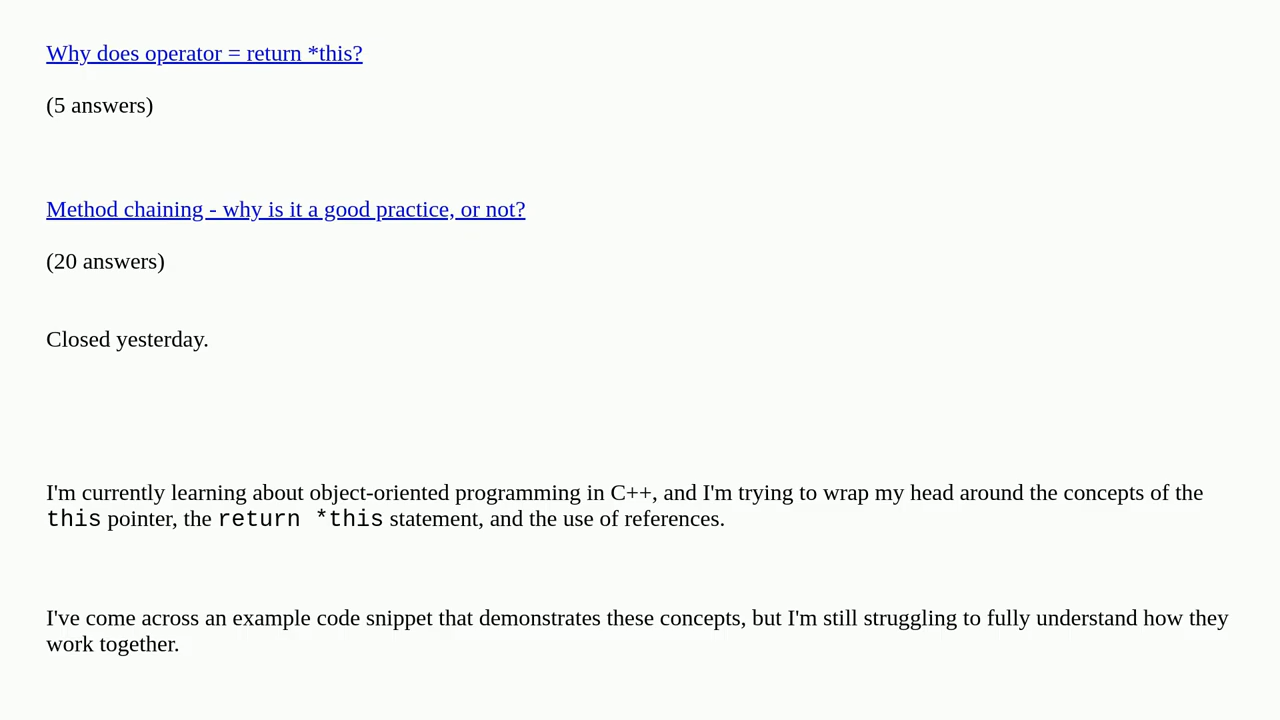 Why does operator = return *this?
(5 answers)
Method chaining - why is it a good practice, or not?
(20 answers)
Closed yesterday.
I'm currently learning about object-oriented programming in C++, and I'm trying to wrap my head around the concepts of the
this pointer, the return *this statement, and the use of references.
I've come across an example code snippet that demonstrates these concepts, but I'm still struggling to fully understand how they
work together.